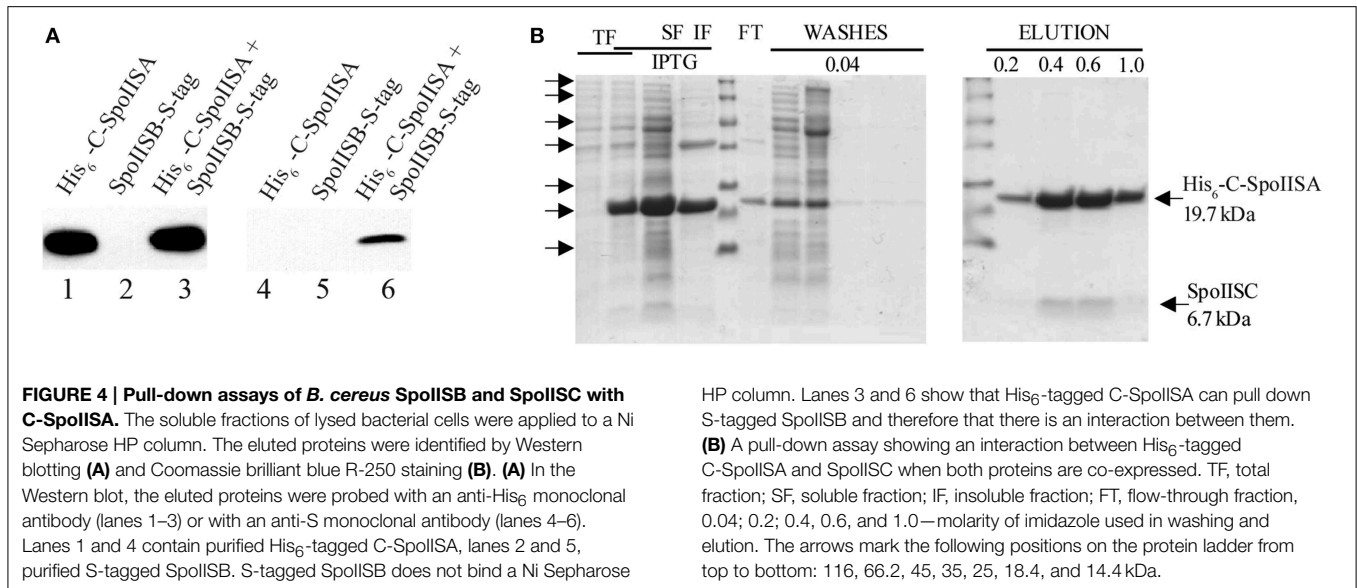 A
His6-C-SpoIISA
SpoIISB-S-tag
His6-C-SpoIISA +
SpoIISB-S-tag
His6-C-SpoIISA
SpoIISB-S-tag
His6-C-SpoIISA +
SpoIISB-S-tag
1 2 3 4 5 6
B
TF SF IF FT WASHES ELUTION
IPTG 0.04 0.2 0.4 0.6 1.0
His6-C-SpoIISA
19.7 kDa
SpoIISC
6.7 kDa
FIGURE 4 | Pull-down assays of B. cereus SpoIISB and SpoIISC with
C-SpoIISA. The soluble fractions of lysed bacterial cells were applied to a Ni
Sepharose HP column. The eluted proteins were identified by Western
blotting (A) and Coomassie brilliant blue R-250 staining (B). (A) In the
Western blot, the eluted proteins were probed with an anti-His6 monoclonal
antibody (lanes 1–3) or with an anti-S monoclonal antibody (lanes 4–6).
Lanes 1 and 4 contain purified His6-tagged C-SpoIISA, lanes 2 and 5,
purified S-tagged SpoIISB. S-tagged SpoIISB does not bind a Ni Sepharose
HP column. Lanes 3 and 6 show that His6-tagged C-SpoIISA can pull down
S-tagged SpoIISB and therefore that there is an interaction between them.
(B) A pull-down assay showing an interaction between His6-tagged
C-SpoIISA and SpoIISC when both proteins are co-expressed. TF, total
fraction; SF, soluble fraction; IF, insoluble fraction; FT, flow-through fraction,
0.04; 0.2; 0.4, 0.6, and 1.0—molarity of imidazole used in washing and
elution. The arrows mark the following positions on the protein ladder from
top to bottom: 116, 66.2, 45, 35, 25, 18.4, and 14.4 kDa.